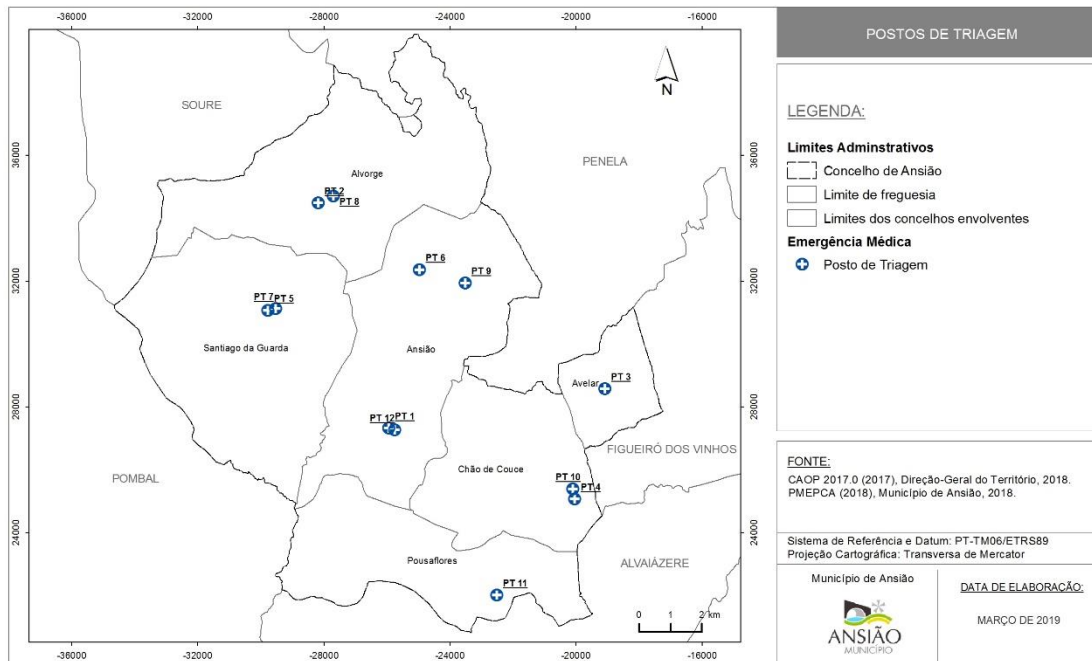 -36000 -32000 -28000 -24000 -20000 -16000
POSTOS DE TRIAGEM
N
SOURE
PENELA
36000 36000
Alvorge
PT 2
PT 8
PT 6
PT 9
32000 32000
PT 7 PT 5
Santiago da Guarda
Ansião
Avelar
PT 3
28000 28000
PT 12 PT 1
FIGUEIRÓ DOS VINHOS
Chão de Couce
POMBAL
PT 10
PT 4
24000 24000
Pousaflores
ALVAIÁZERE
PT 11
0 1 2 km
-36000 -32000 -28000 -24000 -20000 -16000
LEGENDA:
Limites Adminstrativos
Concelho de Ansião
Limite de freguesia
Limites dos concelhos envolventes
Emergência Médica
Posto de Triagem
FONTE:
CAOP 2017.0 (2017), Direção-Geral do Território, 2018.
PMEPCA (2018), Município de Ansião, 2018.
Sistema de Referência e Datum: PT-TM06/ETRS89
Projeção Cartográfica: Transversa de Mercator
Município de Ansião
ANSIÃO
MUNICÍPIO
DATA DE ELABORAÇÃO:
MARÇO DE 2019